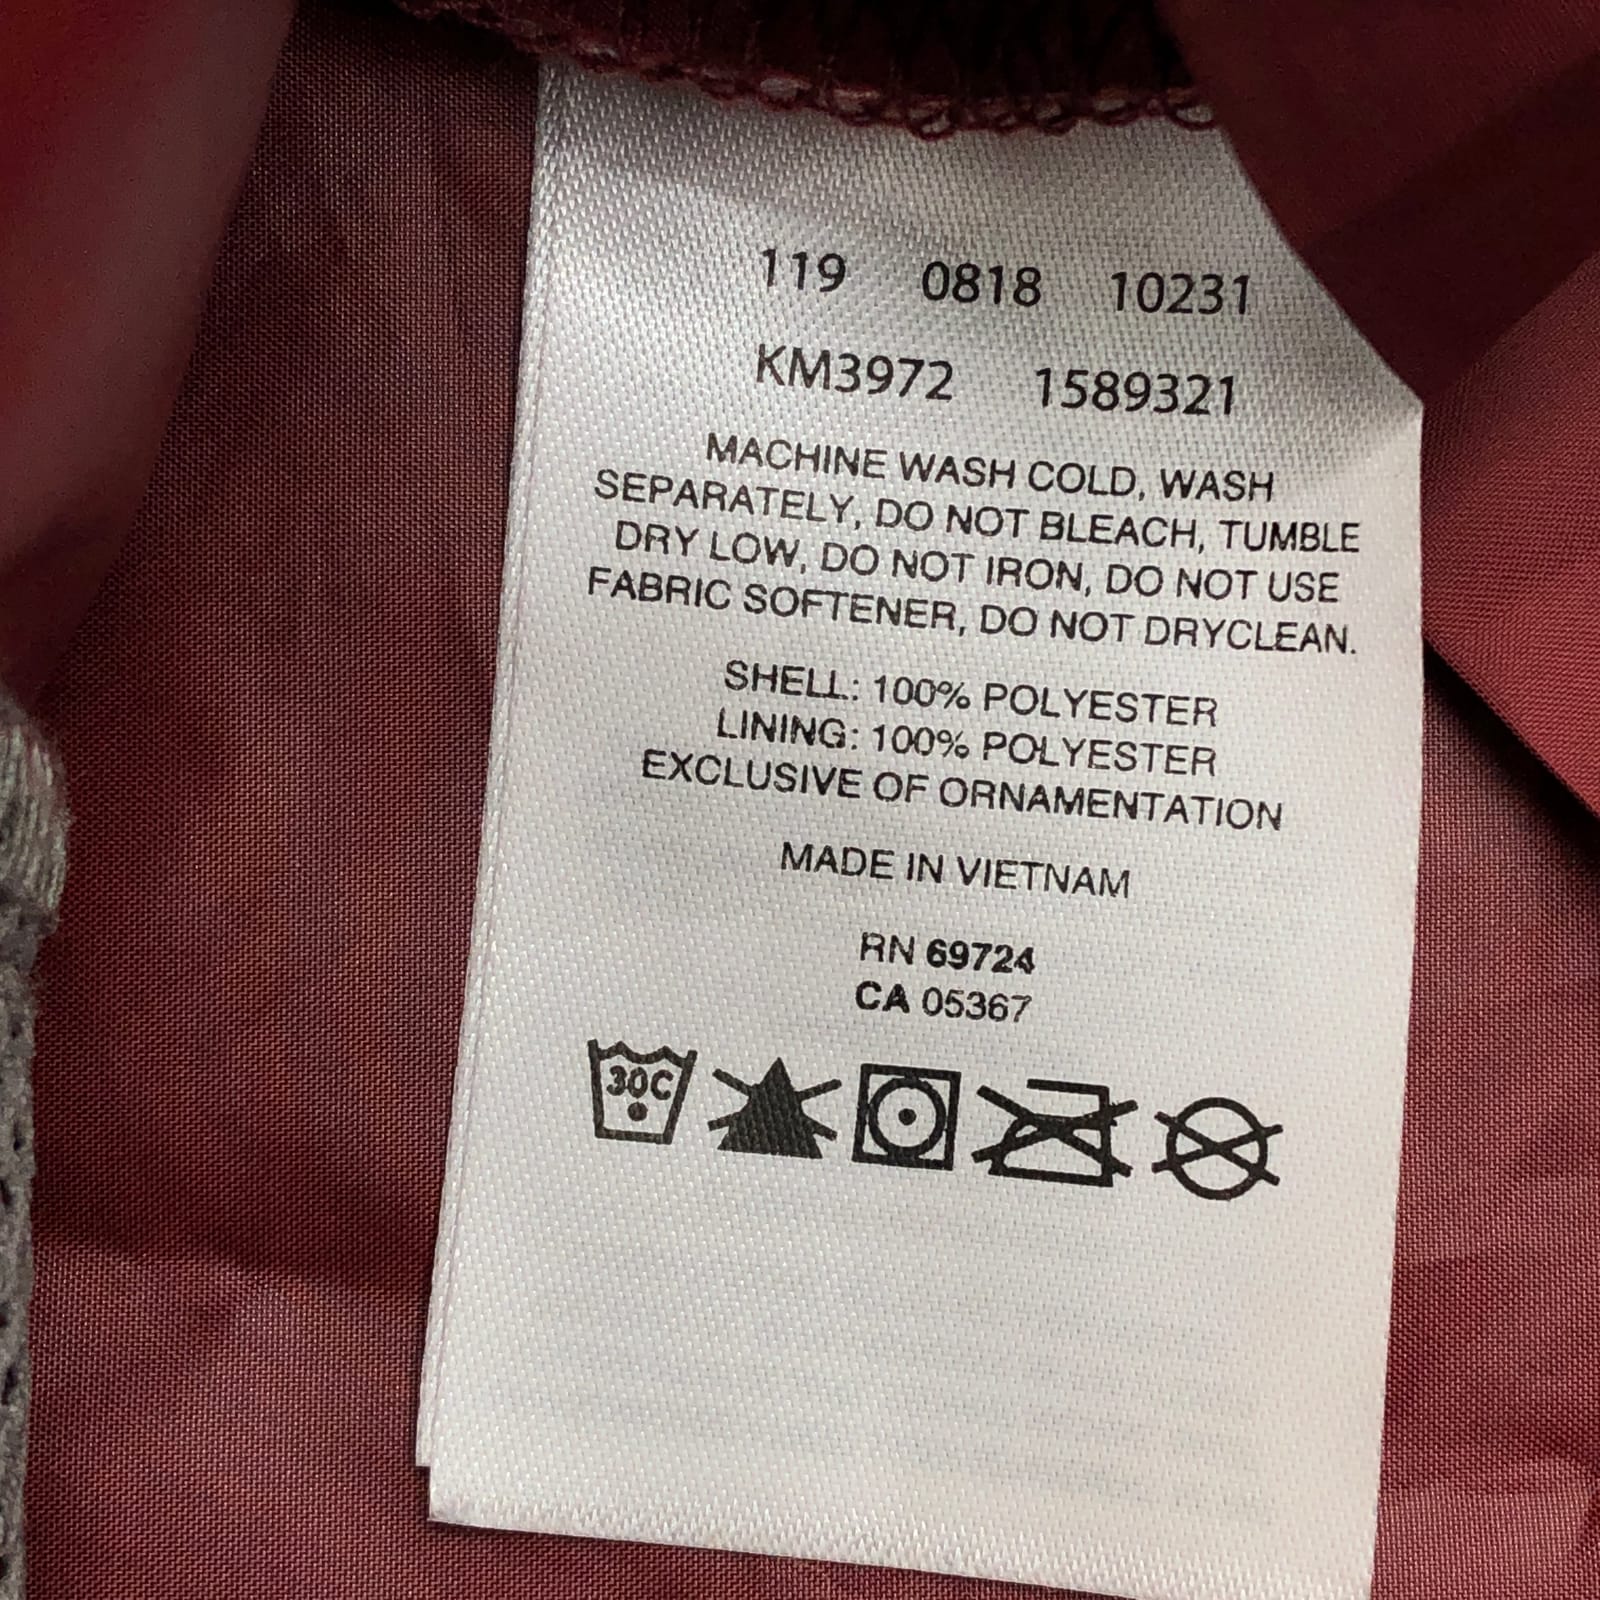 119 0818 10231
KM3972 1589321
MACHINE WASH COLD, WASH
SEPARATELY, DO NOT BLEACH, TUMBLE
DRY LOW, DO NOT IRON, DO NOT USE
FABRIC SOFTENER, DO NOT DRYCLEAN.
SHELL: 100% POLYESTER
LINING: 100% POLYESTER
EXCLUSIVE OF ORNAMENTATION
MADE IN VIETNAM
RN 69724
CA 05367
30C